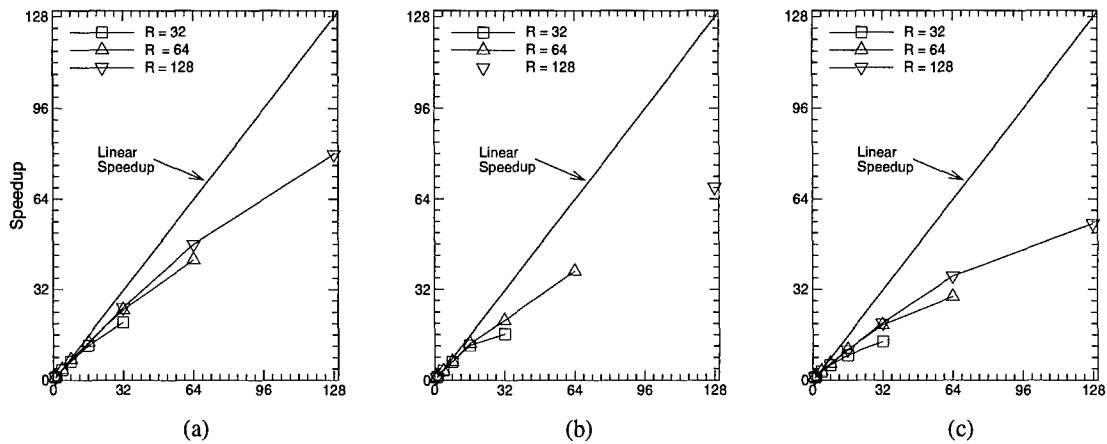 128
96
64
32
0
Speedup
R = 32
R = 64
R = 128
Linear
Speedup
0
32
64
96
128
(a)
128
96
64
32
0
R = 32
R = 64
R = 128
Linear
Speedup
0
32
64
96
128
(b)
128
96
64
32
0
R = 32
R = 64
R = 128
Linear
Speedup
0
32
64
96
128
(c)